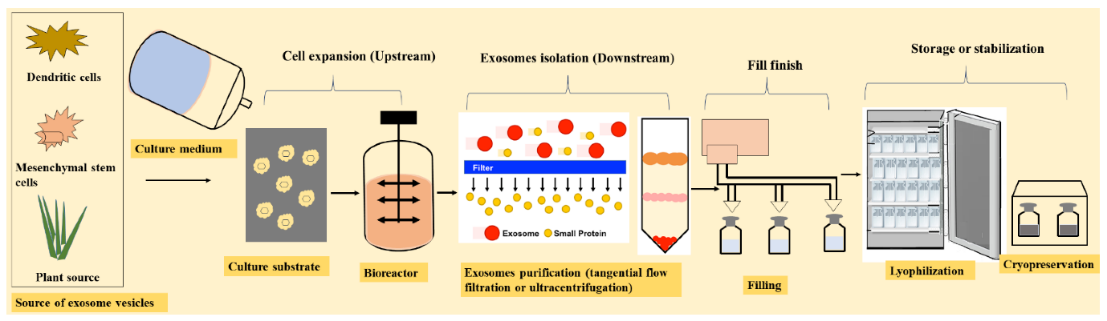 Dendritic cells
Mesenchymal stem
cells
Plant source
Source of exosome vesicles
Culture medium
Cell expansion (Upstream)
Culture substrate
Bioreactor
Exosomes isolation (Downstream)
Filter
Exosome
Small Protein
Exosomes purification (tangential flow
filtration or ultracentrifugation)
Fill finish
Filling
Storage or stabilization
Lyophilization
Cryopreservation